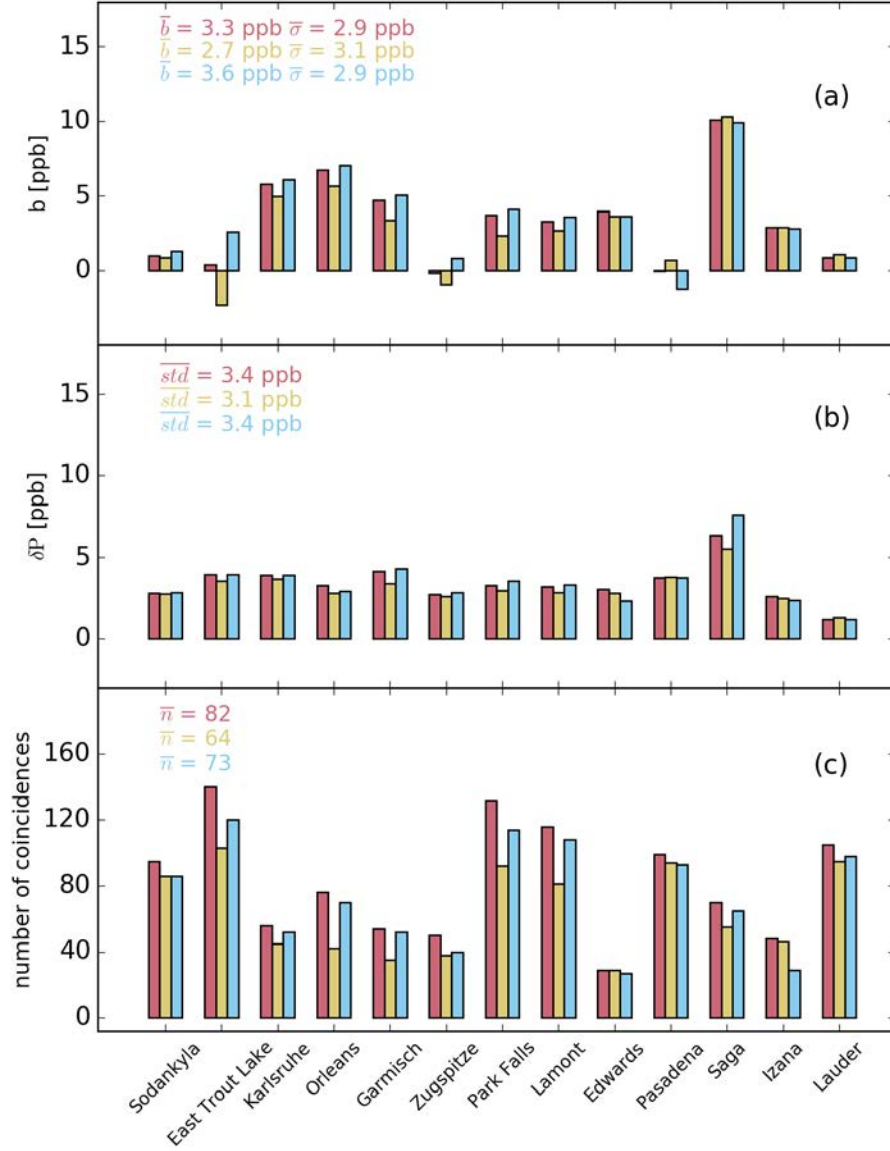 b̅ = 3.3 ppb σ̅ = 2.9 ppb
b̅ = 2.7 ppb σ̅ = 3.1 ppb
b̅ = 3.6 ppb σ̅ = 2.9 ppb
(a)
15
10
5
0
b [ppb]
s̅t̅d̅ = 3.4 ppb
s̅t̅d̅ = 3.1 ppb
s̅t̅d̅ = 3.4 ppb
(b)
15
10
5
0
δP [ppb]
n̅ = 82
n̅ = 64
n̅ = 73
(c)
160
120
80
40
0
number of coincidences
Sodankyla
East Trout Lake
Karlsruhe
Orleans
Garmisch
Zugspitze
Park Falls
Lamont
Edwards
Pasadena
Saga
Izana
Lauder